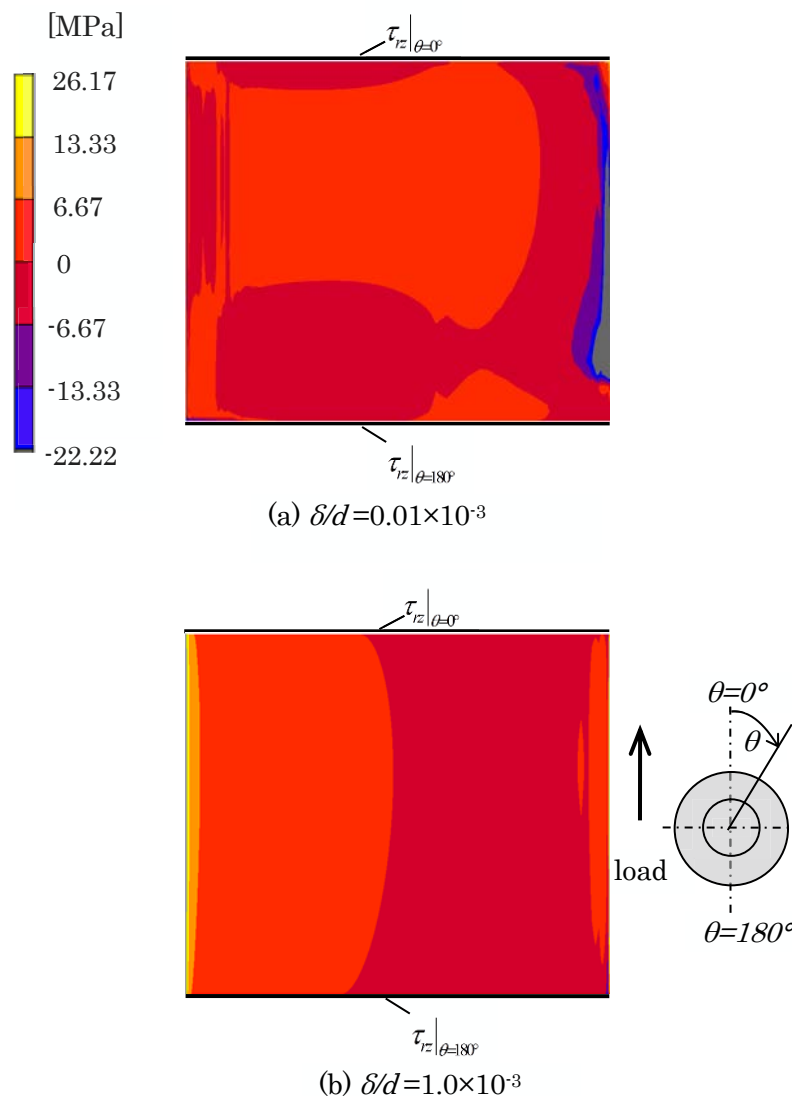 [MPa]
26.17
13.33
6.67
0
-6.67
-13.33
-22.22
τrz|θ=0°
τrz|θ=180°
(a) δ/d=0.01×10-3
τrz|θ=0°
θ=0°
θ
load
θ=180°
τrz|θ=180°
(b) δ/d=1.0×10-3